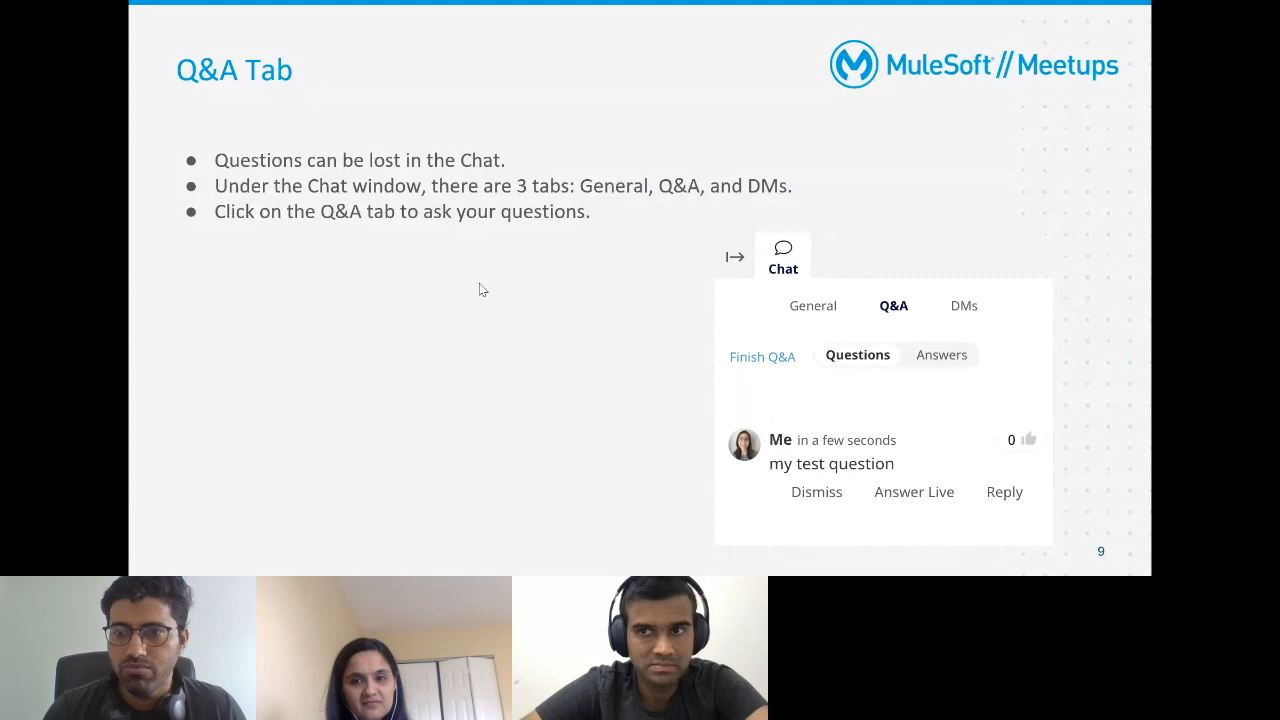 Q&A Tab
MuleSoft // Meetups
● Questions can be lost in the Chat.
● Under the Chat window, there are 3 tabs: General, Q&A, and DMs.
● Click on the Q&A tab to ask your questions.
Chat
General Q&A DMs
Finish Q&A Questions Answers
Me in a few seconds 0
my test question
Dismiss Answer Live Reply
9